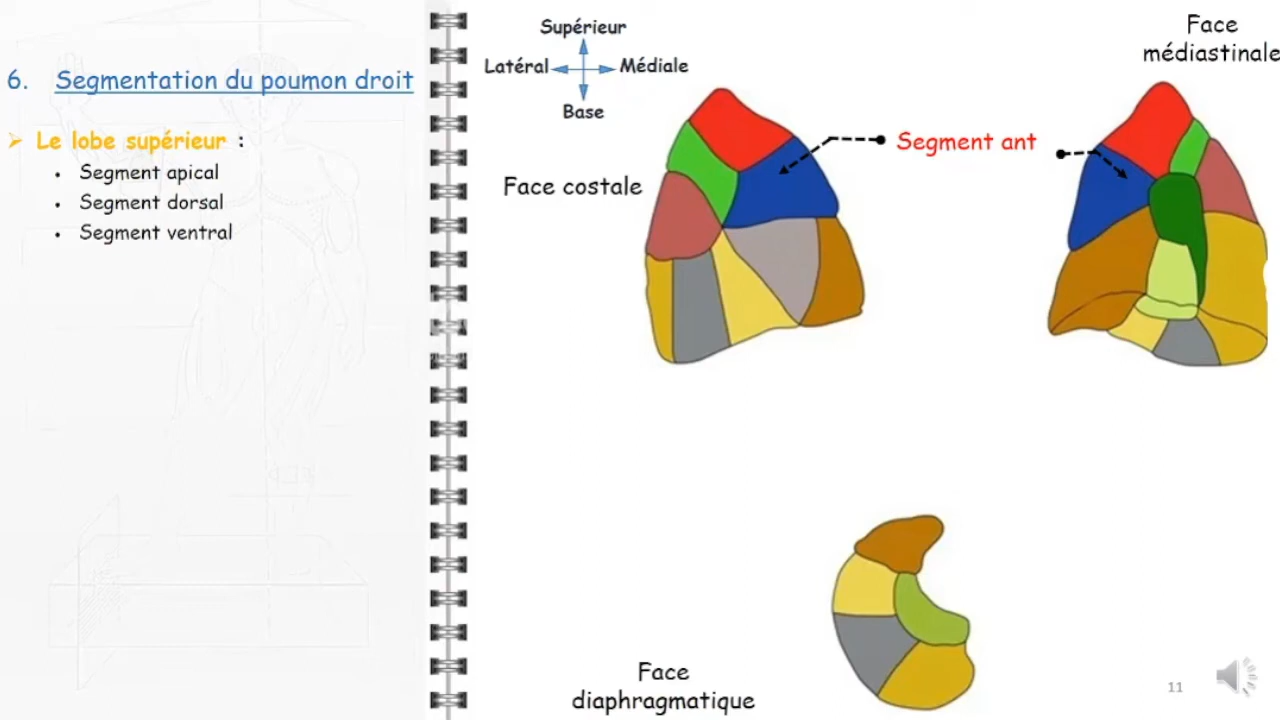 6. Segmentation du poumon droit
➢ Le lobe supérieur :
• Segment apical
• Segment dorsal
• Segment ventral
Supérieur
Latéral Médiale
Base
Face
médiastinale
Segment ant
Face costale
Face
diaphragmatique
11